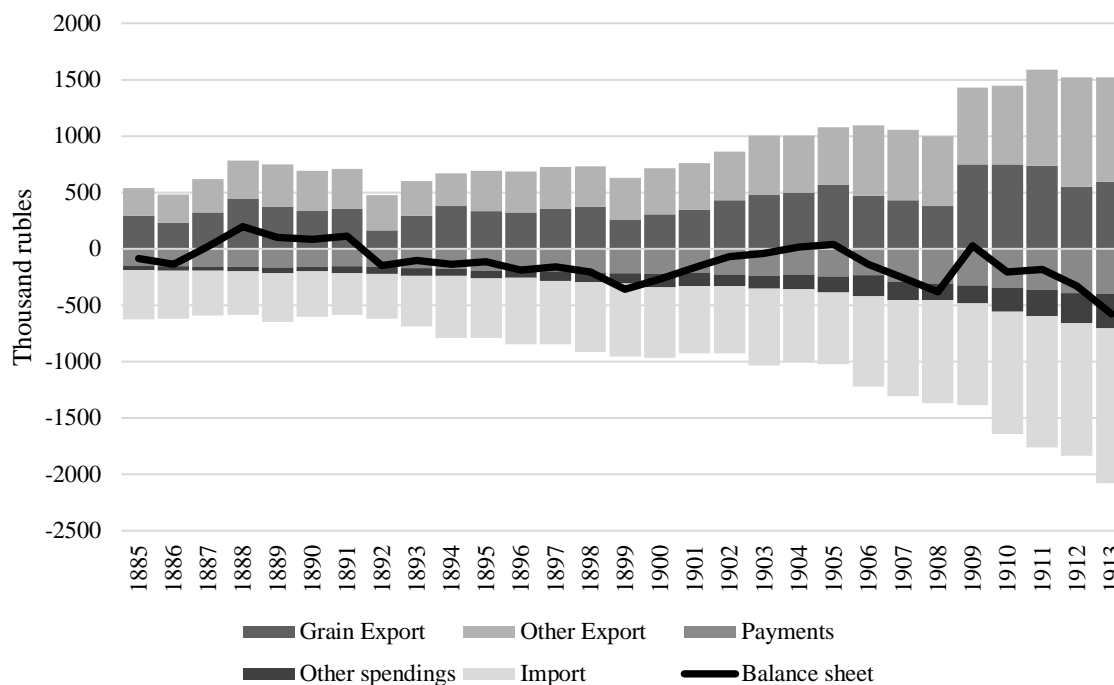 2000
1500
1000
500
0
-500
-1000
-1500
-2000
-2500
Thousand rubles
1885 1886 1887 1888 1889 1890 1891 1892 1893 1894 1895 1896 1897 1898 1899 1900 1901 1902 1903 1904 1905 1906 1907 1908 1909 1910 1911 1912 1913
Grain Export Other Export Payments
Other spendings Import Balance sheet